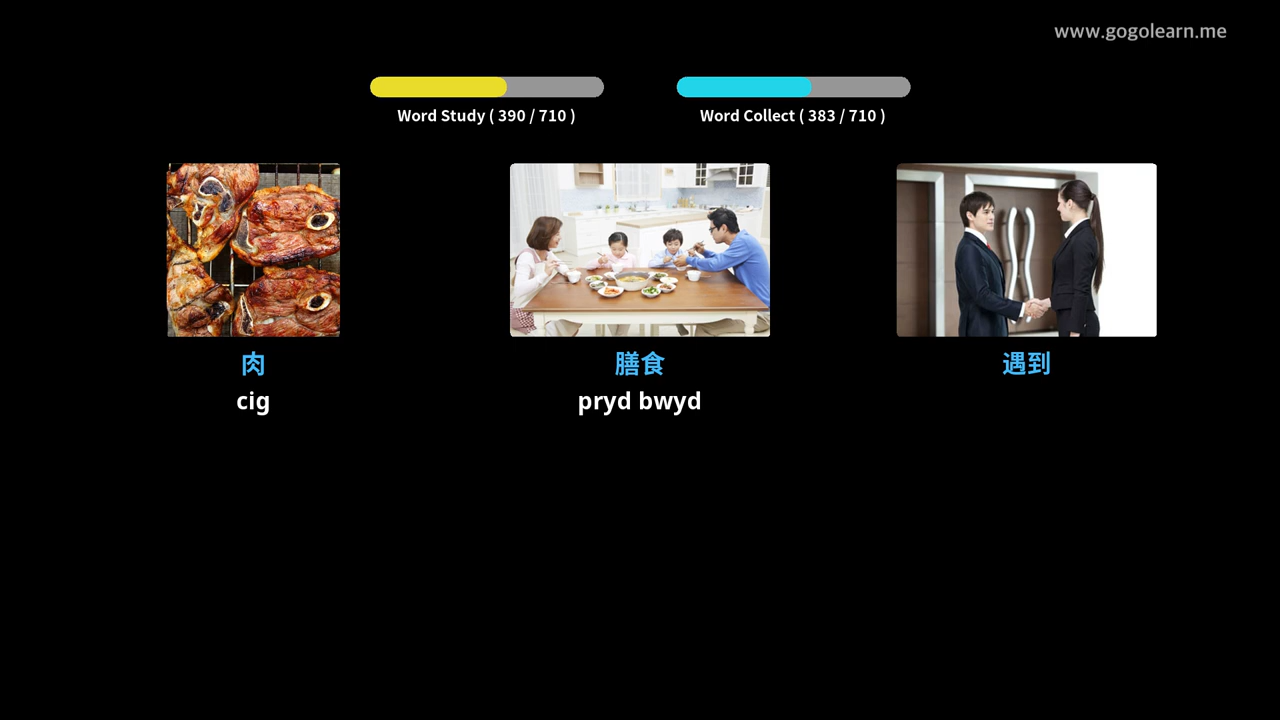 www.gogolearn.me
Word Study ( 390 / 710 )
Word Collect ( 383 / 710 )
肉
cig
膳食
pryd bwyd
遇到